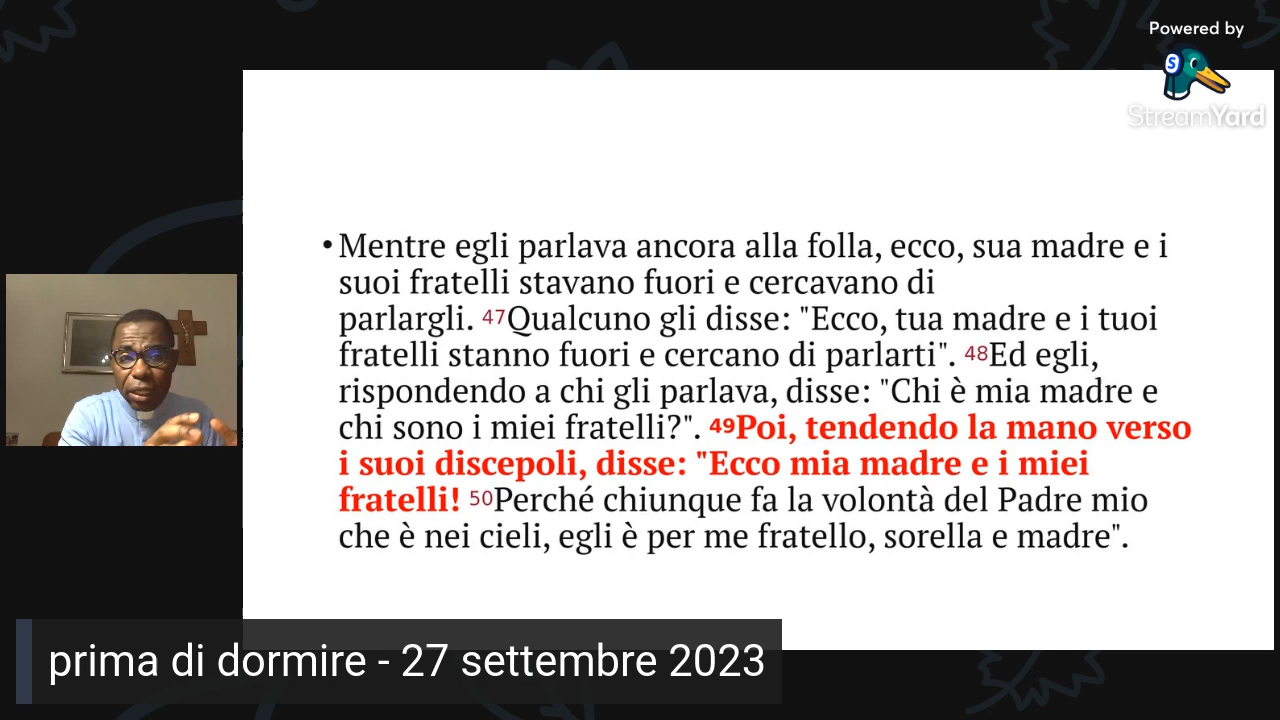 Powered by
StreamYard
• Mentre egli parlava ancora alla folla, ecco, sua madre e i
suoi fratelli stavano fuori e cercavano di
parlargli. 47Qualcuno gli disse: "Ecco, tua madre e i tuoi
fratelli stanno fuori e cercano di parlarti". 48Ed egli,
rispondendo a chi gli parlava, disse: "Chi è mia madre e
chi sono i miei fratelli?". 49Poi, tendendo la mano verso
i suoi discepoli, disse: "Ecco mia madre e i miei
fratelli! 50Perché chiunque fa la volontà del Padre mio
che è nei cieli, egli è per me fratello, sorella e madre".
prima di dormire - 27 settembre 2023